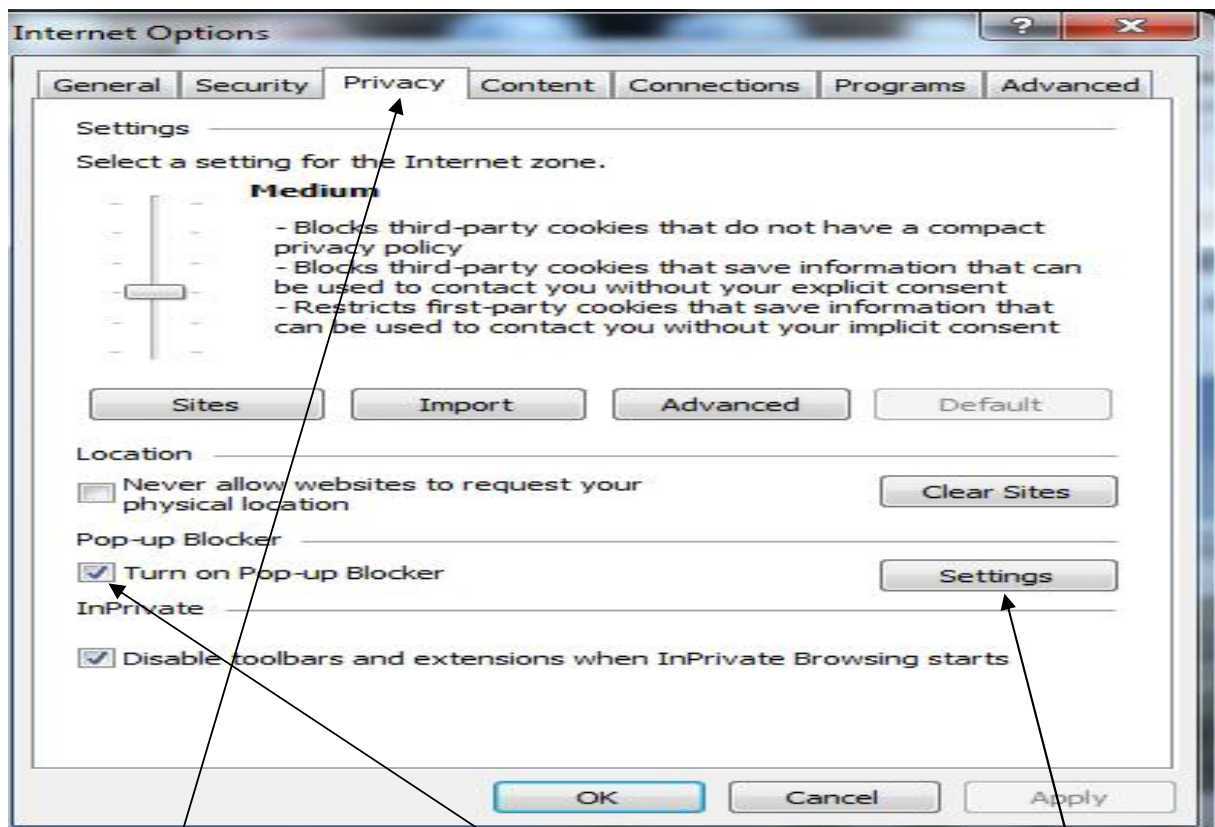 Internet Options
?
General Security Privacy Content Connections Programs Advanced
Settings
Select a setting for the Internet zone.
Medium
- Blocks third-party cookies that do not have a compact
privacy policy
- Blocks third-party cookies that save information that can
be used to contact you without your explicit consent
- Restricts first-party cookies that save information that
can be used to contact you without your implicit consent
Sites Import Advanced Default
Location
Never allow websites to request your
physical location
Clear Sites
Pop-up Blocker
Turn on Pop-up Blocker
Settings
InPrivate
Disable toolbars and extensions when InPrivate Browsing starts
OK Cancel Apply